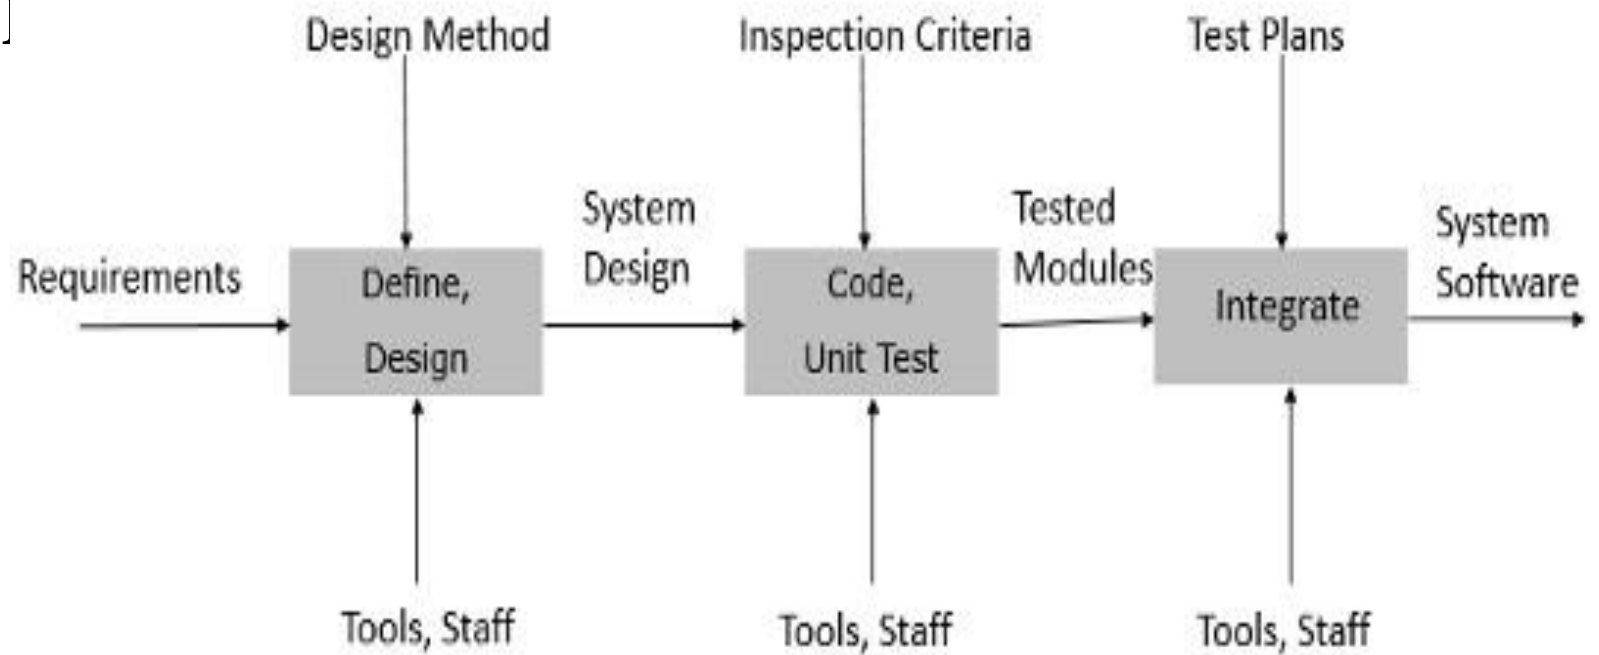 Design Method
Inspection Criteria
Test Plans
Requirements
System
Design
Tested
Modules
System
Software
Define,
Design
Code,
Unit Test
Integrate
Tools, Staff
Tools, Staff
Tools, Staff